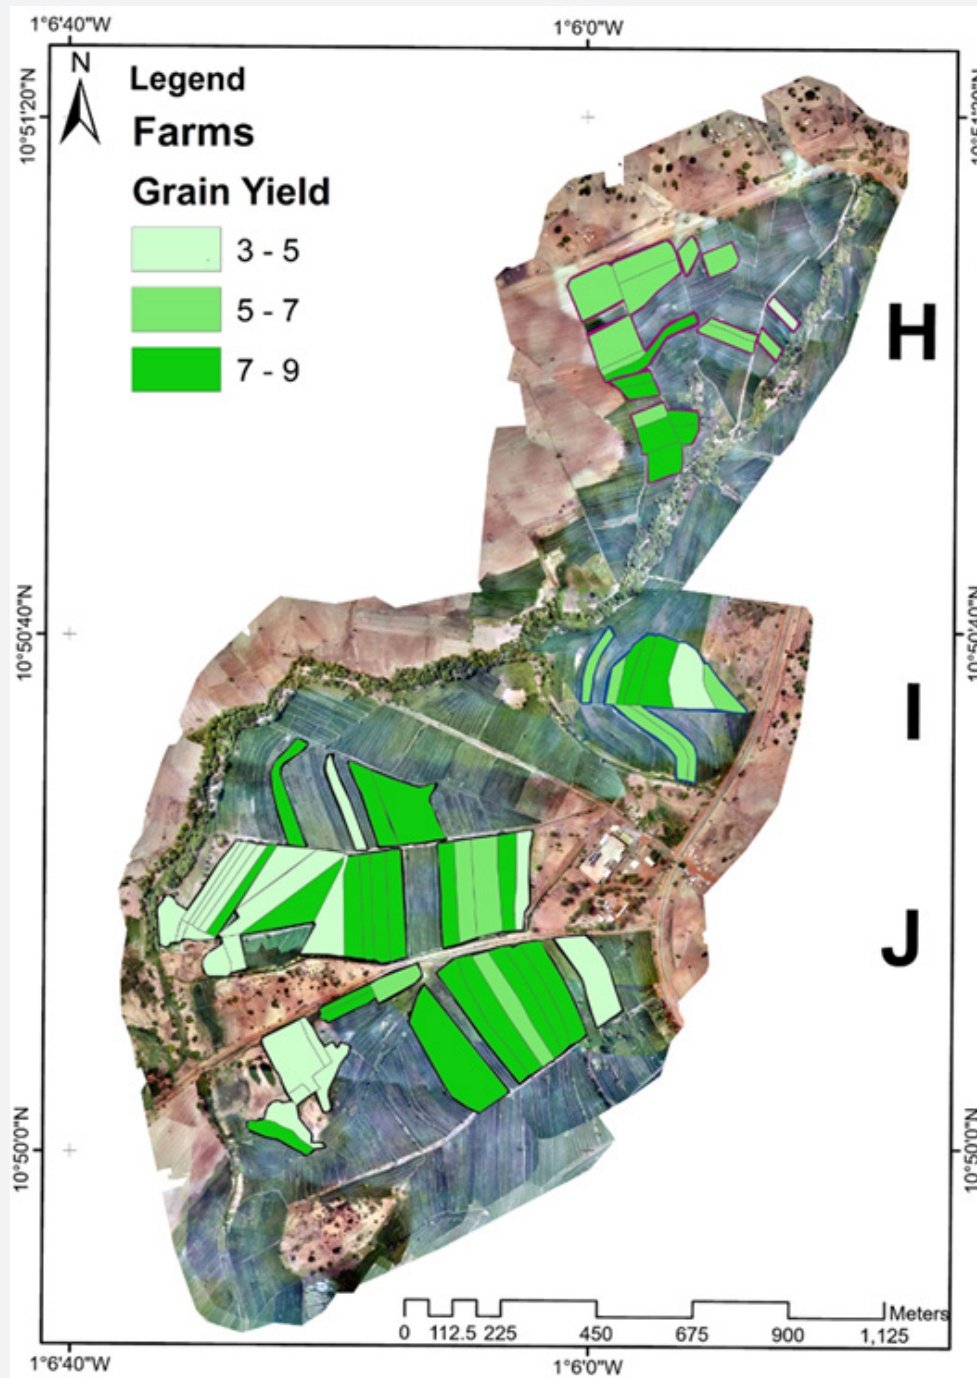 1°6'40"W
1°6'0"W
N
Legend
Farms
Grain Yield
3 - 5
5 - 7
7 - 9
10°51'20"N
H
10°50'40"N
10°50'40"N
I
J
10°50'0"N
10°50'0"N
Meters
0 112.5 225 450 675 900 1,125
1°6'40"W
1°6'0"W